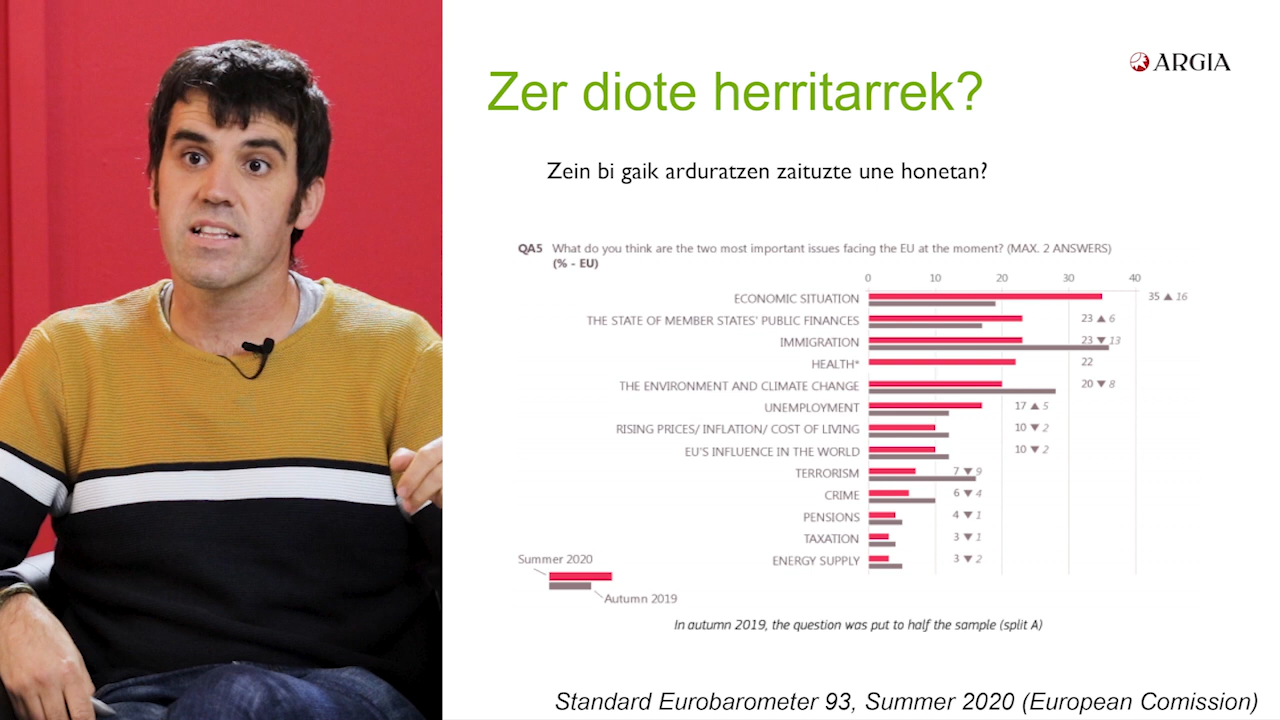 ARGIA
Zer diote herritarrek?
Zein bi gaik arduratzen zaituzte une honetan?
QA5 What do you think are the two most important issues facing the EU at the moment? (MAX. 2 ANSWERS)
(% - EU)
0 10 20 30 40
ECONOMIC SITUATION 35 ▲ 16
THE STATE OF MEMBER STATES' PUBLIC FINANCES 23 ▲ 6
IMMIGRATION 23 ▼ 13
HEALTH* 22
THE ENVIRONMENT AND CLIMATE CHANGE 20 ▼ 8
UNEMPLOYMENT 17 ▲ 5
RISING PRICES/ INFLATION/ COST OF LIVING 10 ▼ 2
EU'S INFLUENCE IN THE WORLD 10 ▼ 2
TERRORISM 7 ▼ 9
CRIME 6 ▼ 4
PENSIONS 4 ▼ 1
TAXATION 3 ▼ 1
ENERGY SUPPLY 3 ▼ 2
Summer 2020
Autumn 2019
In autumn 2019, the question was put to half the sample (split A)
Standard Eurobarometer 93, Summer 2020 (European Comission)